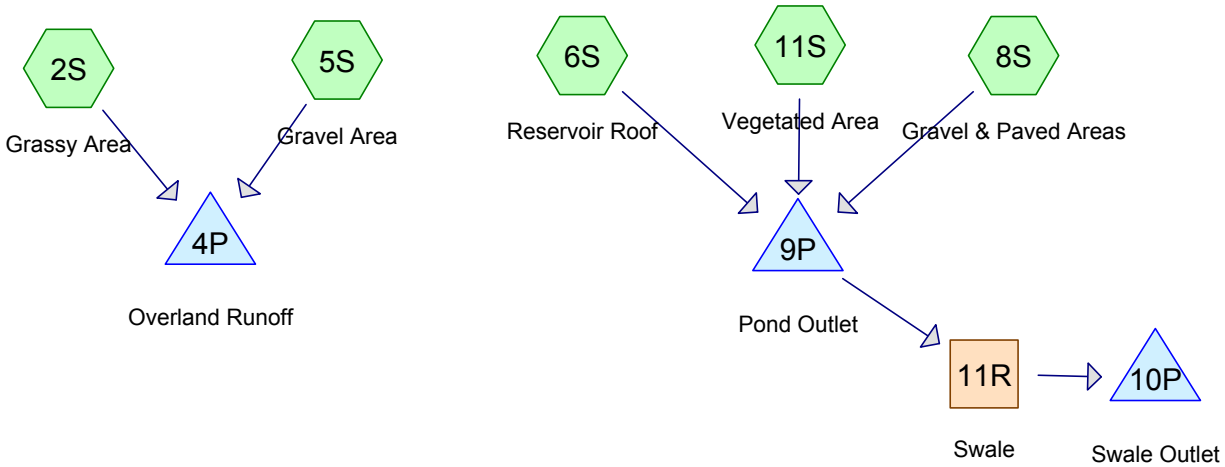 2S
5S
6S
11S
8S
Grassy Area
Gravel Area
Reservoir Roof
Vegetated Area
Gravel & Paved Areas
4P
9P
Overland Runoff
Pond Outlet
11R
10P
Swale
Swale Outlet